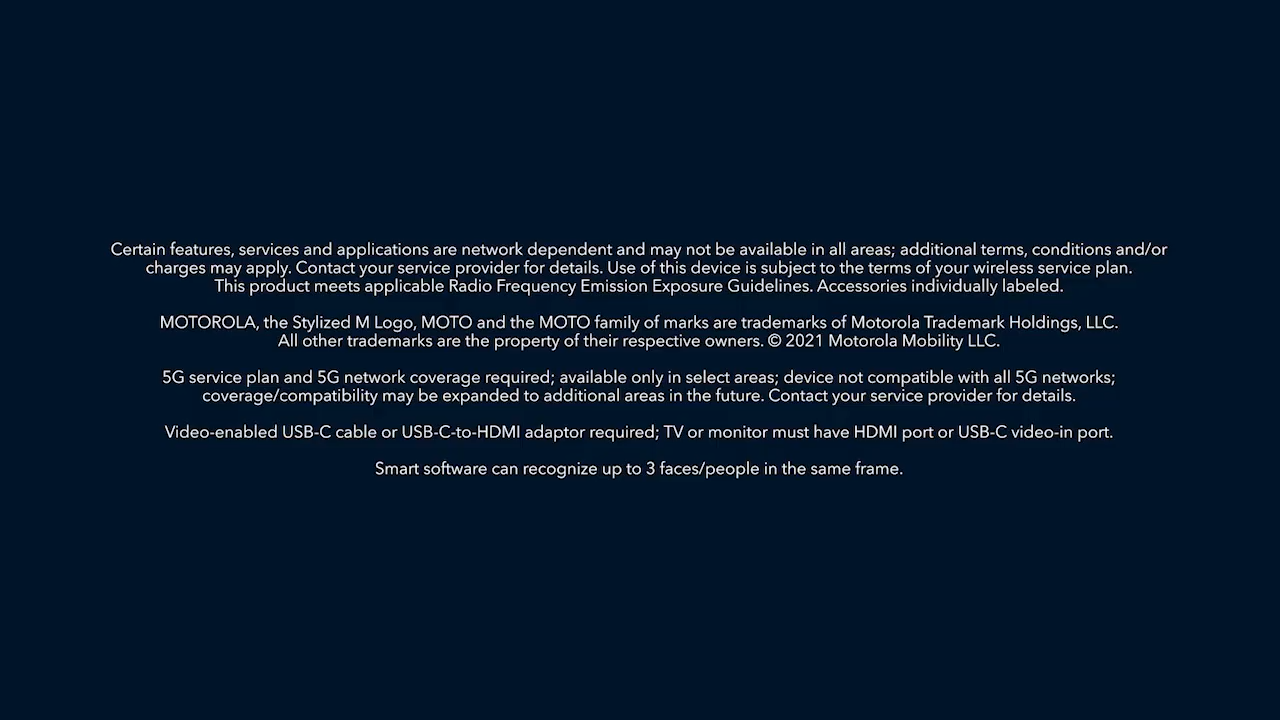 Certain features, services and applications are network dependent and may not be available in all areas; additional terms, conditions and/or
charges may apply. Contact your service provider for details. Use of this device is subject to the terms of your wireless service plan.
This product meets applicable Radio Frequency Emission Exposure Guidelines. Accessories individually labeled.
MOTOROLA, the Stylized M Logo, MOTO and the MOTO family of marks are trademarks of Motorola Trademark Holdings, LLC.
All other trademarks are the property of their respective owners. © 2021 Motorola Mobility LLC.
5G service plan and 5G network coverage required; available only in select areas; device not compatible with all 5G networks;
coverage/compatibility may be expanded to additional areas in the future. Contact your service provider for details.
Video-enabled USB-C cable or USB-C-to-HDMI adaptor required; TV or monitor must have HDMI port or USB-C video-in port.
Smart software can recognize up to 3 faces/people in the same frame.